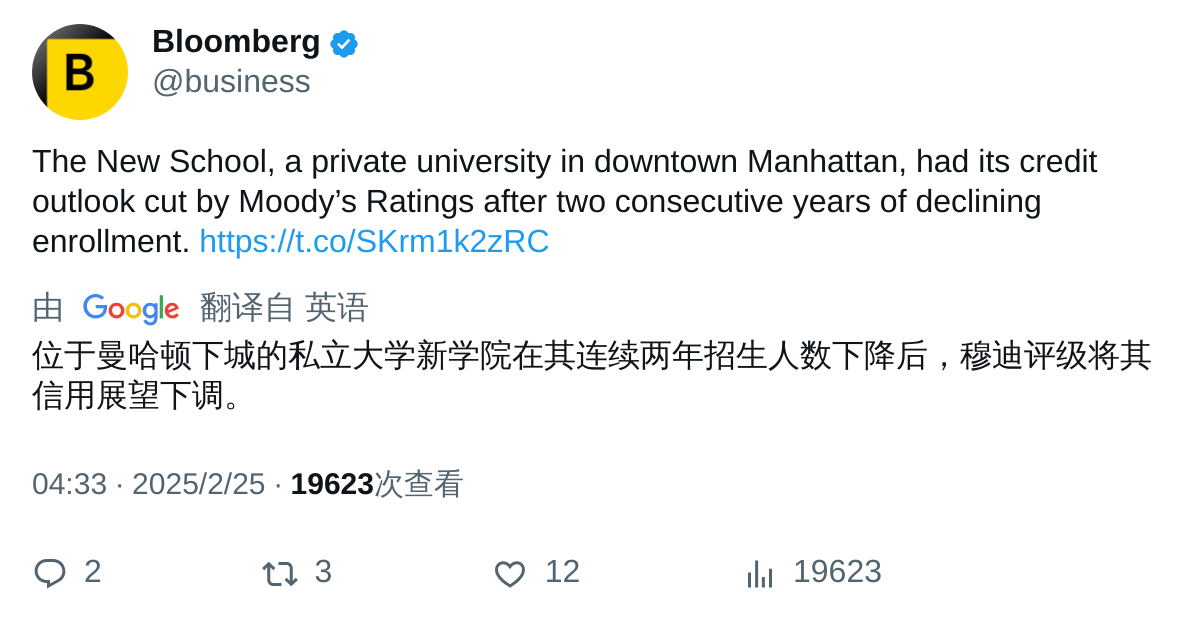 B
Bloomberg
@business
The New School, a private university in downtown Manhattan, had its credit
outlook cut by Moody’s Ratings after two consecutive years of declining
enrollment. https://t.co/SKrm1k2zRC
由 Google 翻译自 英语
位于曼哈顿下城的私立大学新学院在其连续两年招生人数下降后，穆迪评级将其
信用展望下调。
04:33 · 2025/2/25 · 19623次查看
2 3 12 19623